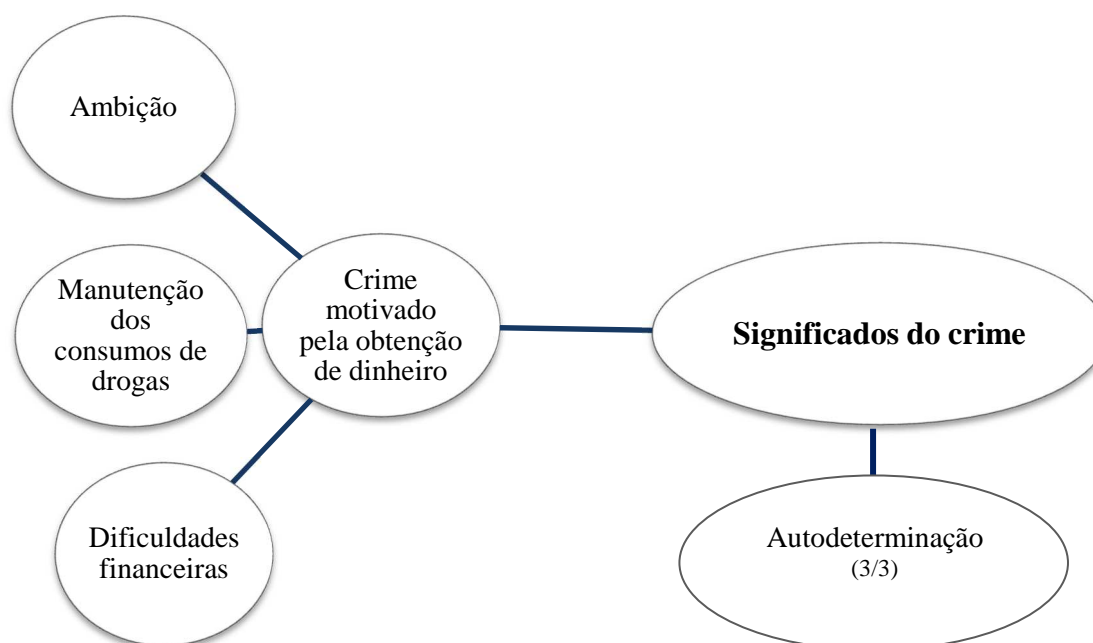 Ambição
Manutenção
dos
consumos de
drogas
Crime
motivado
pela obtenção
de dinheiro
Significados do crime
Dificuldades
financeiras
Autodeterminação
(3/3)